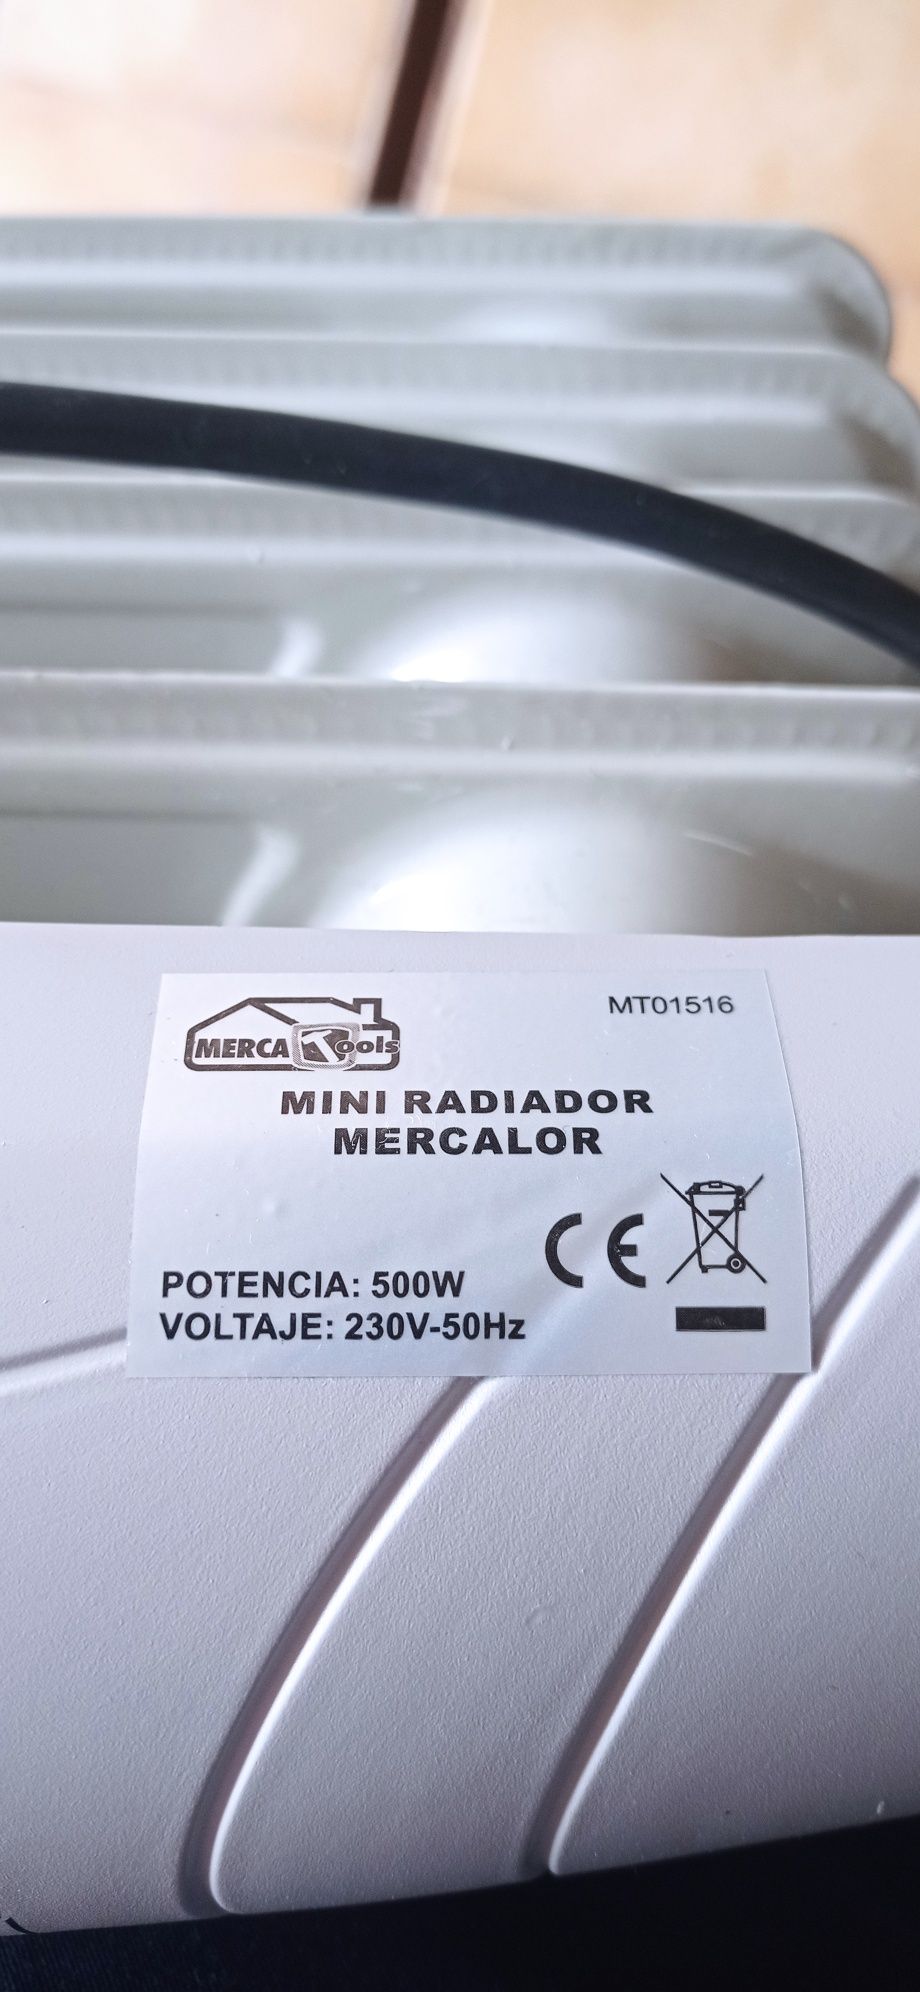 MERCA Tools
MT01516
MINI RADIADOR
MERCALOR
CE
POTENCIA: 500W
VOLTAJE: 230V-50Hz